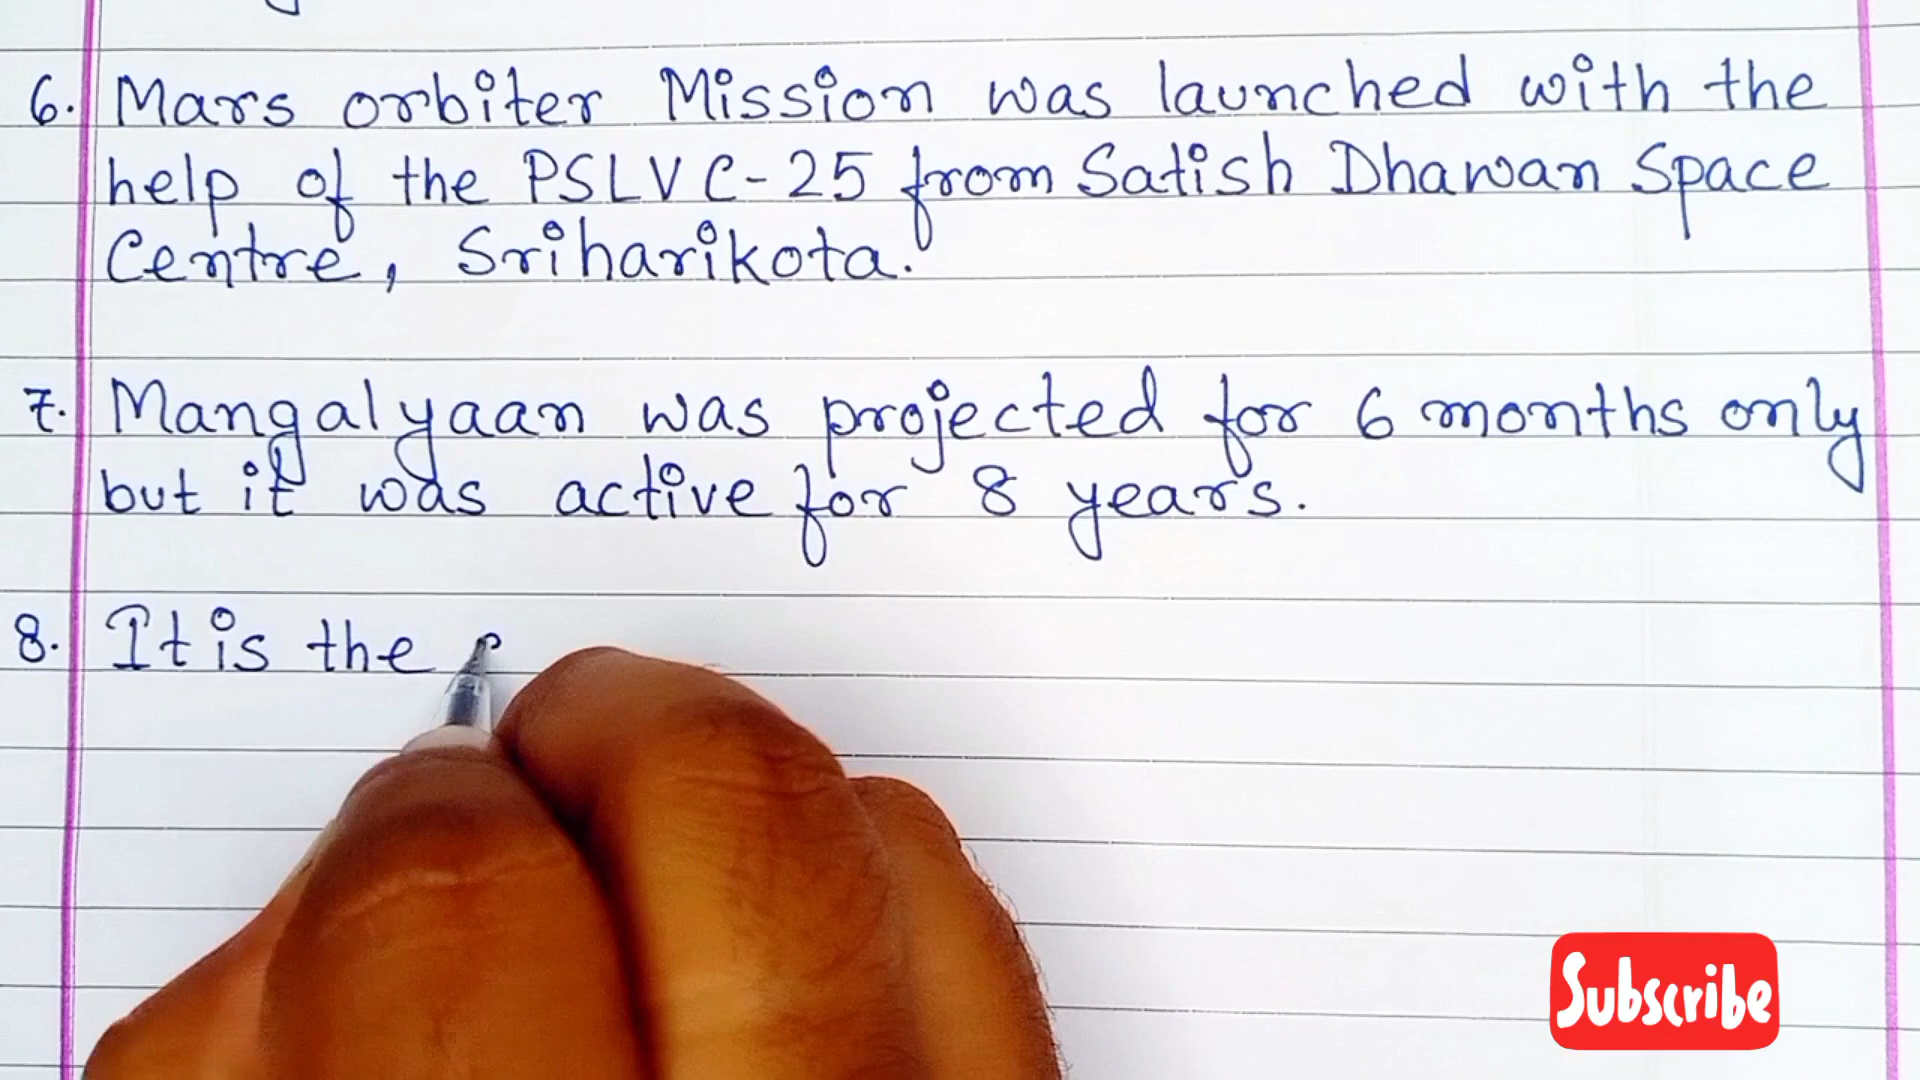 6. Mars orbiter Mission was launched with the
help of the PSLV C-25 from Satish Dhawan Space
Centre, Sriharikota.
7. Mangalyaan was projected for 6 months only
but it was active for 8 years.
8. It is the
Subscribe